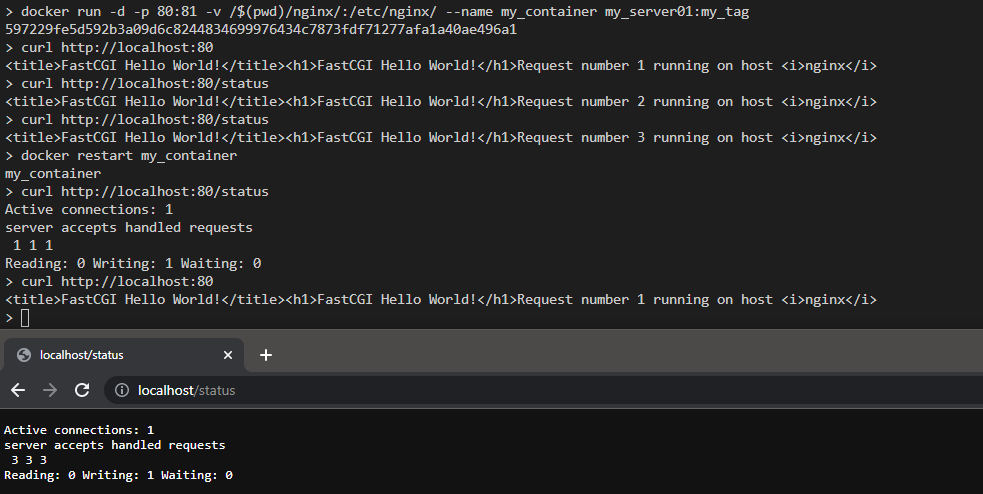 > docker run -d -p 80:81 -v /$(pwd)/nginx/:/etc/nginx/ --name my_container my_server01:my_tag
597229fe5d592b3a09d6c8244834699976434c7873fdf71277afa1a40ae496a1
> curl http://localhost:80
<title>FastCGI Hello World!</title><h1>FastCGI Hello World!</h1>Request number 1 running on host <i>nginx</i>
> curl http://localhost:80/status
<title>FastCGI Hello World!</title><h1>FastCGI Hello World!</h1>Request number 2 running on host <i>nginx</i>
> curl http://localhost:80/status
<title>FastCGI Hello World!</title><h1>FastCGI Hello World!</h1>Request number 3 running on host <i>nginx</i>
> docker restart my_container
my_container
> curl http://localhost:80/status
Active connections: 1
server accepts handled requests
 1 1 1
Reading: 0 Writing: 1 Waiting: 0
> curl http://localhost:80
<title>FastCGI Hello World!</title><h1>FastCGI Hello World!</h1>Request number 1 running on host <i>nginx</i>
>
localhost/status
localhost/status
Active connections: 1
server accepts handled requests
 3 3 3
Reading: 0 Writing: 1 Waiting: 0